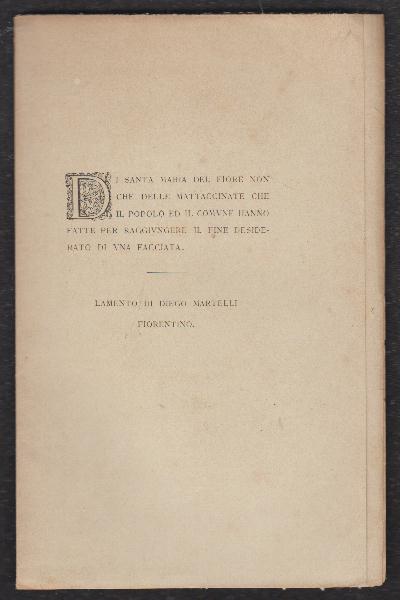 DI SANTA MARIA DEL FIORE NON
CHE DELLE MATTACCINATE CHE
IL POPOLO ED IL COMVNE HANNO
FATTE PER RAGGIVNGERE IL FINE DESIDE-
RATO DI VNA FACCIATA.
LAMENTO DI DIEGO MARTELLI
FIORENTINO.